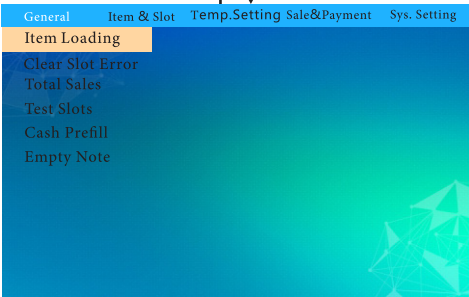 General Item & Slot Temp.Setting Sale&Payment Sys. Setting
Item Loading
Clear Slot Error
Total Sales
Test Slots
Cash Prefill
Empty Note